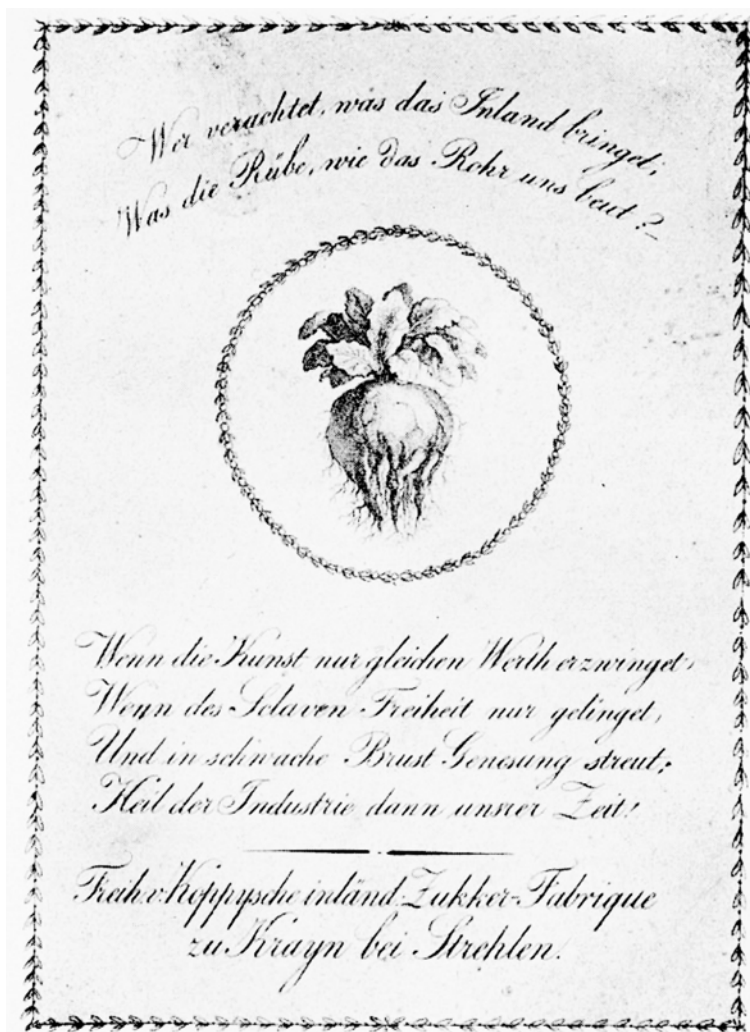 Wer verachtet, was das Inland bringet;
Was die Rübe, wie das Rohr uns beut?
Wenn die Kunst nur gleichen Werth erzwinget,
Wenn des Sclaven Freiheit nur gelinget,
Und in schwache Brust Genesung streut;
Heil der Industrie dann unsrer Zeit!
Freih. v. Koppysche inländ. Zukker-Fabrique
zu Krayn bei Strehlen.